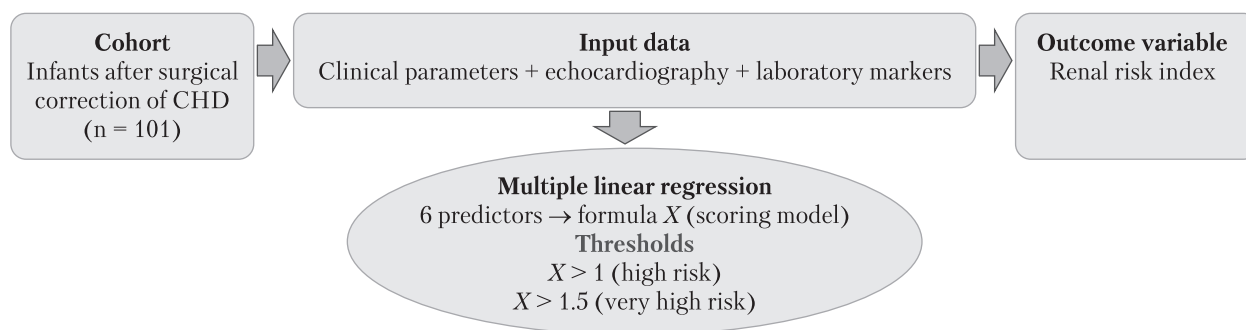 Cohort
Infants after surgical
correction of CHD
(n = 101)
Input data
Clinical parameters + echocardiography + laboratory markers
Outcome variable
Renal risk index
Multiple linear regression
6 predictors → formula X (scoring model)
Thresholds
X > 1 (high risk)
X > 1.5 (very high risk)